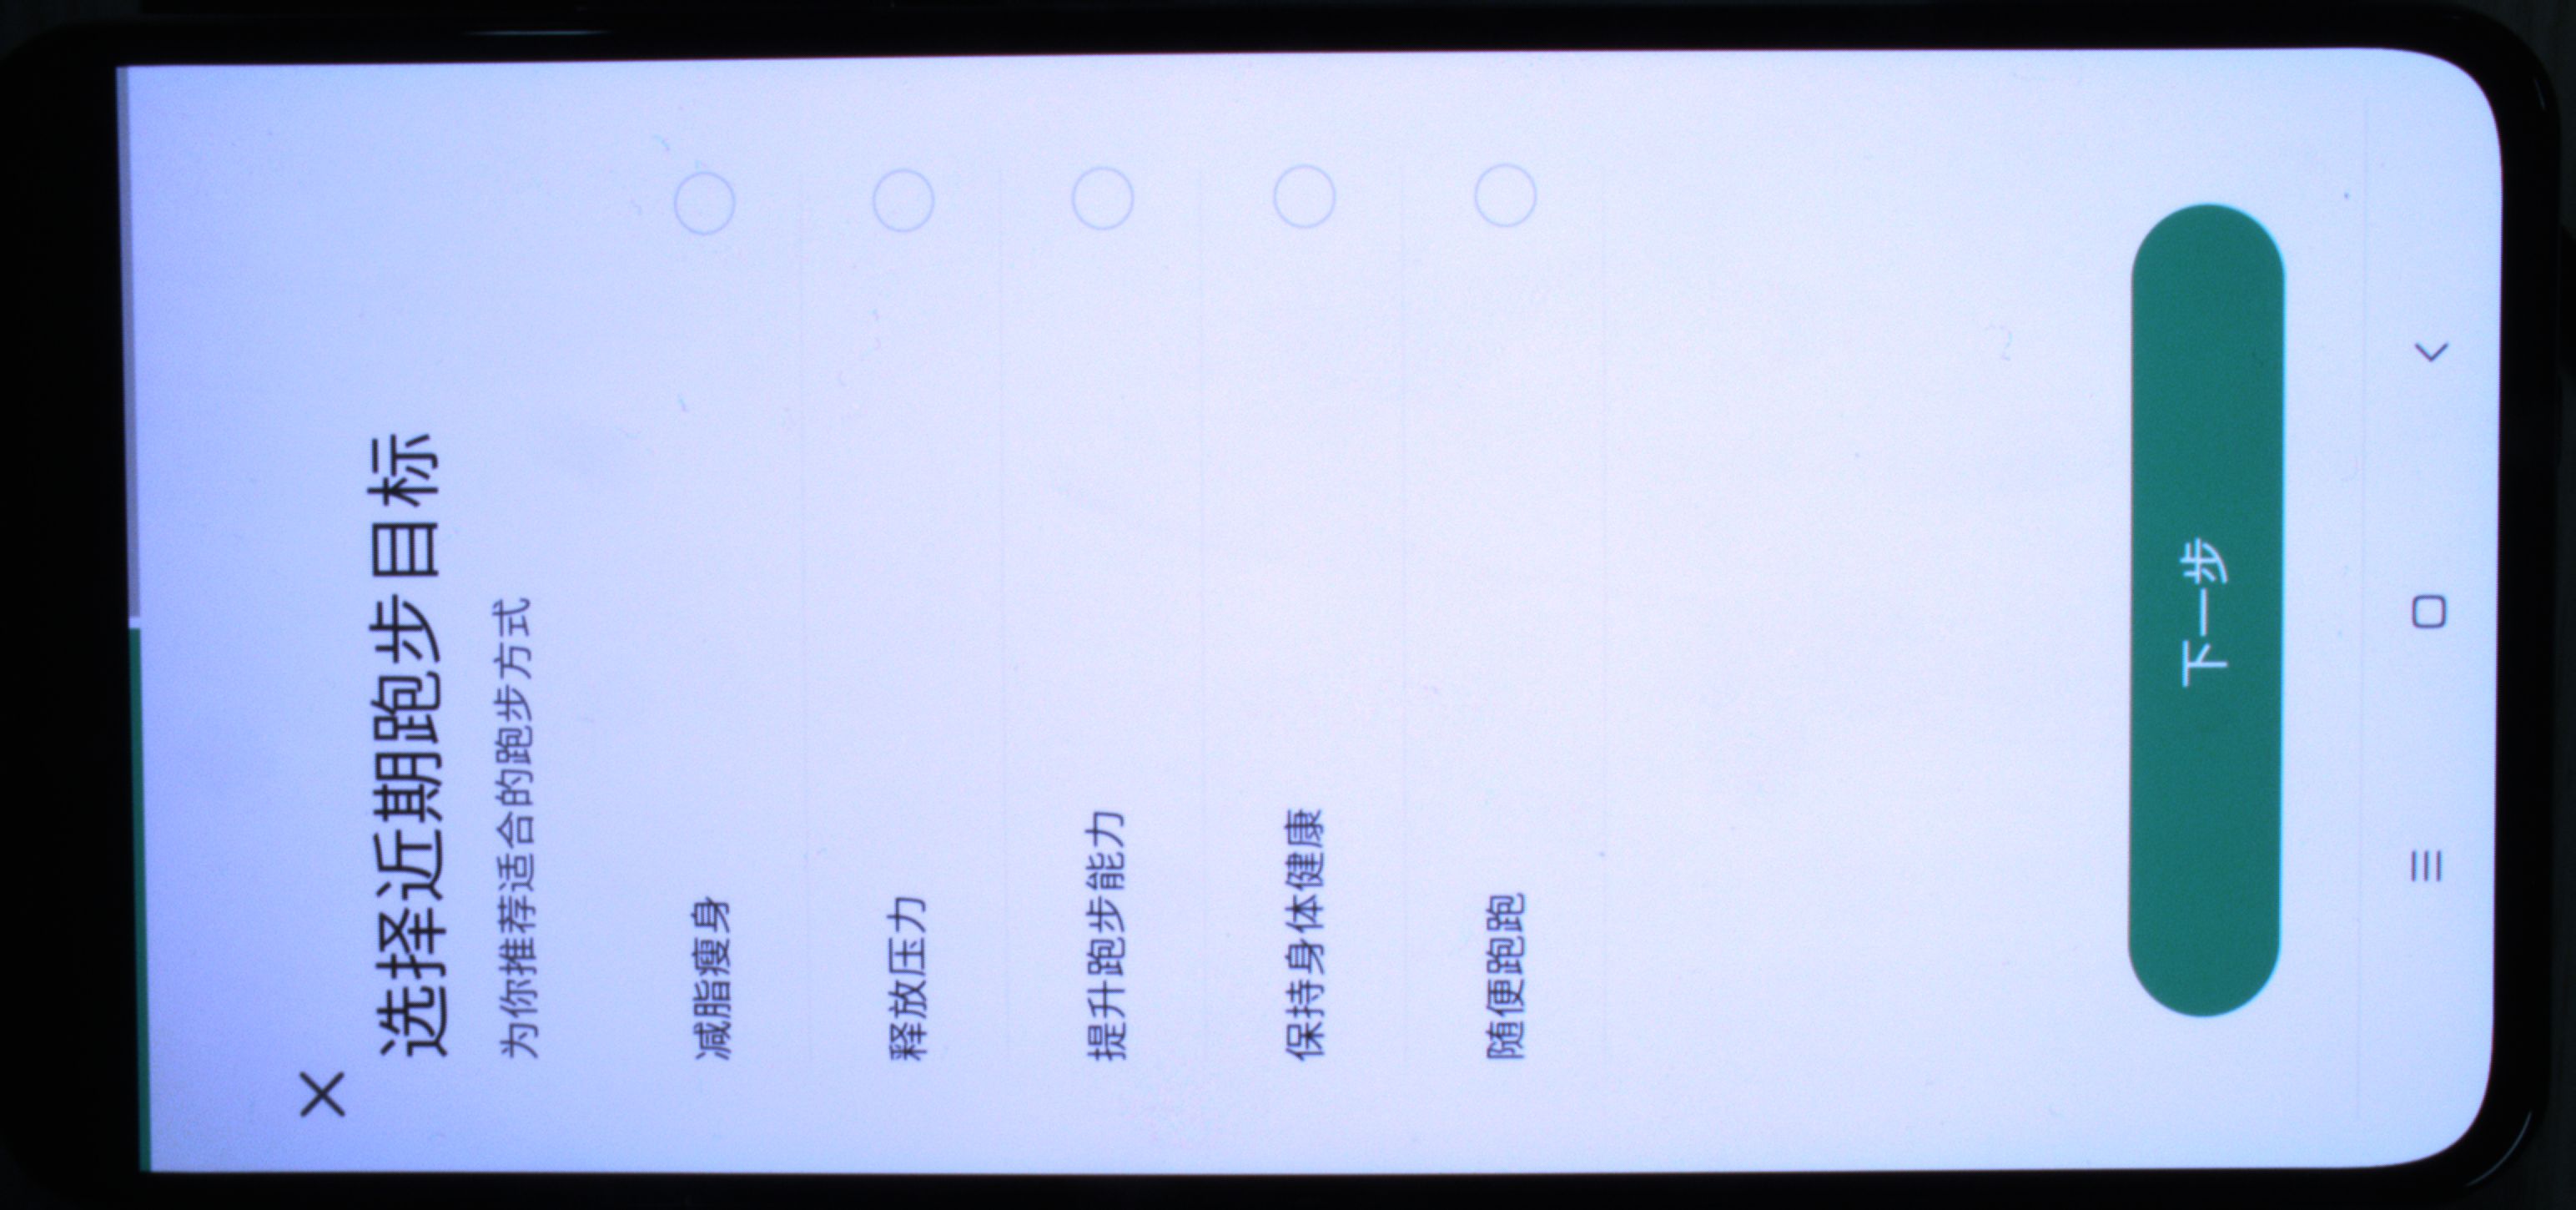 选择近期跑步目标
为你推荐适合的跑步方式
减脂瘦身
释放压力
提升跑步能力
保持身体健康
随便跑跑
下一步